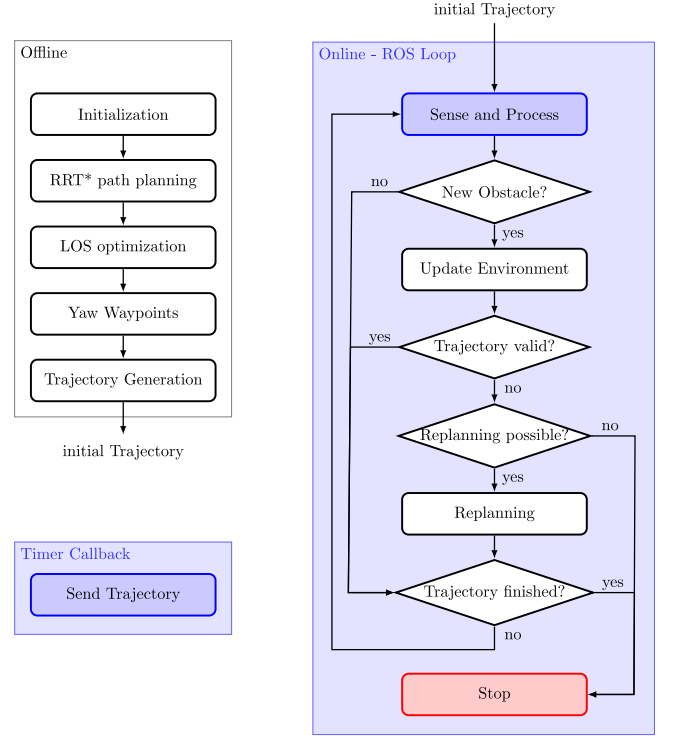 Offline
Initialization
RRT* path planning
LOS optimization
Yaw Waypoints
Trajectory Generation
initial Trajectory
Timer Callback
Send Trajectory
initial Trajectory
Online - ROS Loop
Sense and Process
New Obstacle?
no
yes
Update Environment
Trajectory valid?
yes
no
Replanning possible?
no
yes
Replanning
Trajectory finished?
yes
no
Stop